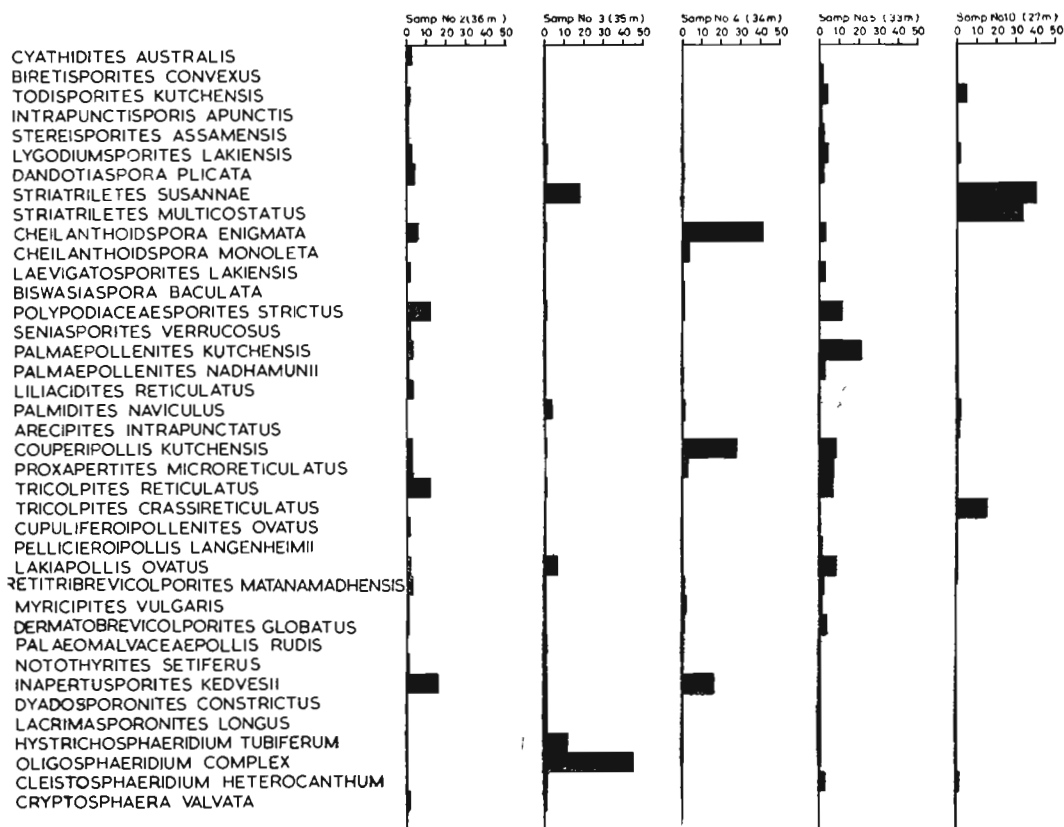 Samp No 2(36m) Samp No 3 (35m) Samp No 4 (34m) Samp No5 (33m) Samp No10 (27m)
0 10 20 30 40 50 0 10 20 30 40 50 0 10 20 30 40 50 0 10 20 30 40 50 0 10 20 30 40 50
CYATHIDITES AUSTRALIS
BIRETISPORITES CONVEXUS
TODISPORITES KUTCHENSIS
INTRAPUNCTISPORIS APUNCTIS
STEREISPORITES ASSAMENSIS
LYGODIUMSPORITES LAKIENSIS
DANDOTIASPORA PLICATA
STRIATRILETES SUSANNAE
STRIATRILETES MULTICOSTATUS
CHEILANTHOIDSPORA ENIGMATA
CHEILANTHOIDSPORA MONOLETA
LAEVIGATOSPORITES LAKIENSIS
BISWASIASPORA BACULATA
POLYPODIACEAESPORITES STRICTUS
SENIASPORITES VERRUCOSUS
PALMAEPOLLENITES KUTCHENSIS
PALMAEPOLLENITES NADHAMUNII
LILIACIDITES RETICULATUS
PALMIDITES NAVICULUS
ARECIPITES INTRAPUNCTATUS
COUPERIPOLLIS KUTCHENSIS
PROXAPERTITES MICRORETICULATUS
TRICOLPITES RETICULATUS
TRICOLPITES CRASSIRETICULATUS
CUPULIFEROIPOLLENITES OVATUS
PELLICIEROIPOLLIS LANGENHEIMII
LAKIAPOLLIS OVATUS
RETITRIBREVICOLPORITES MATANAMADHENSIS
MYRICIPITES VULGARIS
DERMATOBREVICOLPORITES GLOBATUS
PALAEOMALVACEAEPOLLIS RUDIS
NOTOTHYRITES SETIFERUS
INAPERTUSPORITES KEDVESII
DYADOSPORONITES CONSTRICTUS
LACRIMASPORONITES LONGUS
HYSTRICHOSPHAERIDIUM TUBIFERUM
OLIGOSPHAERIDIUM COMPLEX
CLEISTOSPHAERIDIUM HETEROCANTHUM
CRYPTOSPHAERA VALVATA